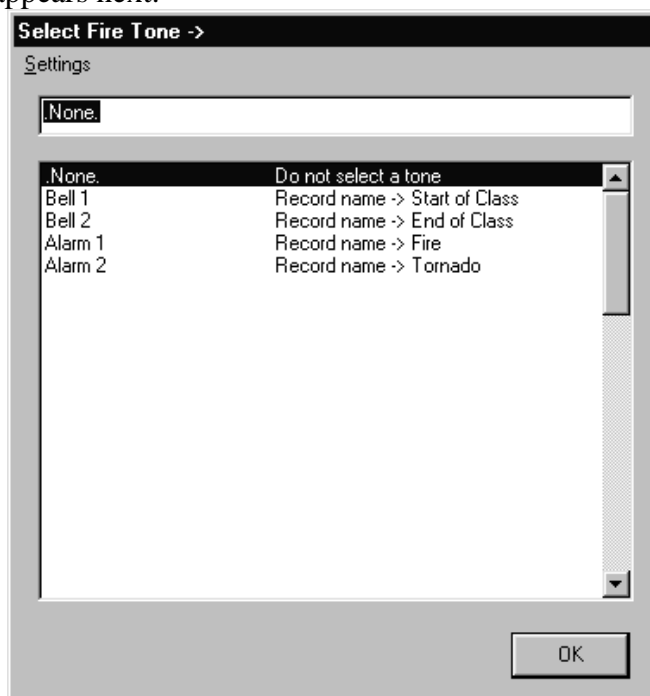 appears next.
Select Fire Tone ->
Settings
.None.
.None. Do not select a tone
Bell 1 Record name -> Start of Class
Bell 2 Record name -> End of Class
Alarm 1 Record name -> Fire
Alarm 2 Record name -> Tornado
OK